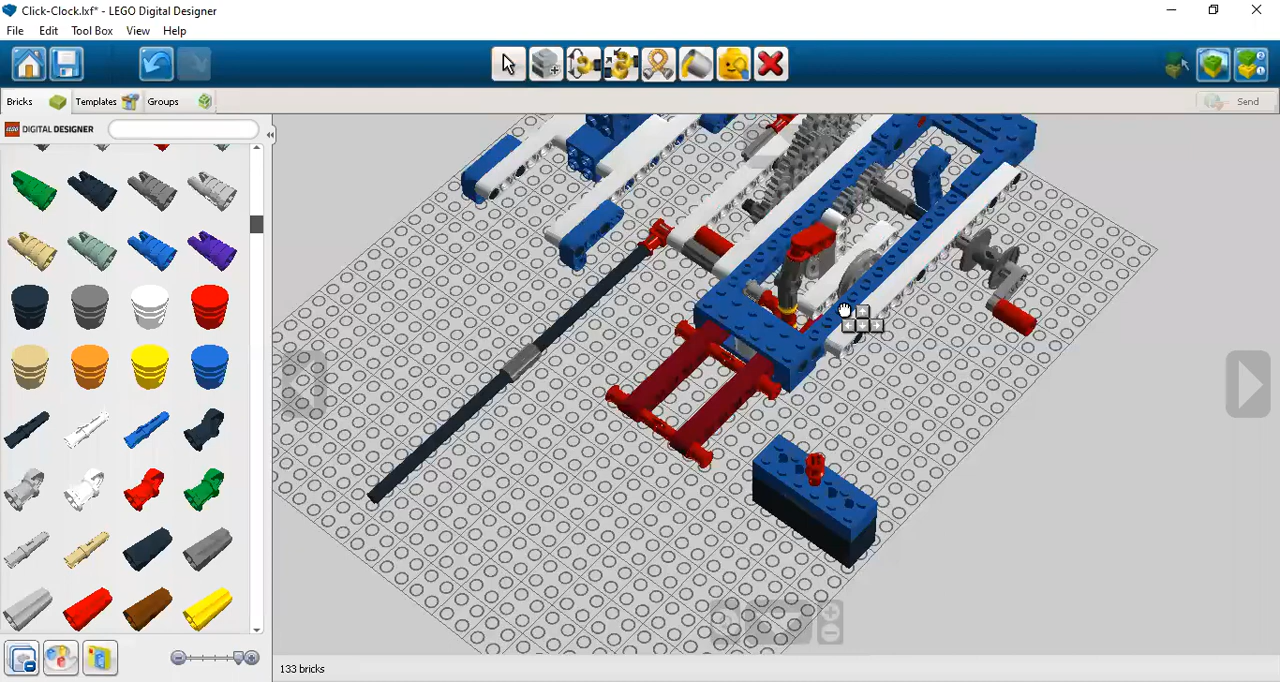 Click-Clock.lxf* - LEGO Digital Designer
File Edit Tool Box View Help
Bricks Templates Groups Send
LEGO DIGITAL DESIGNER
133 bricks